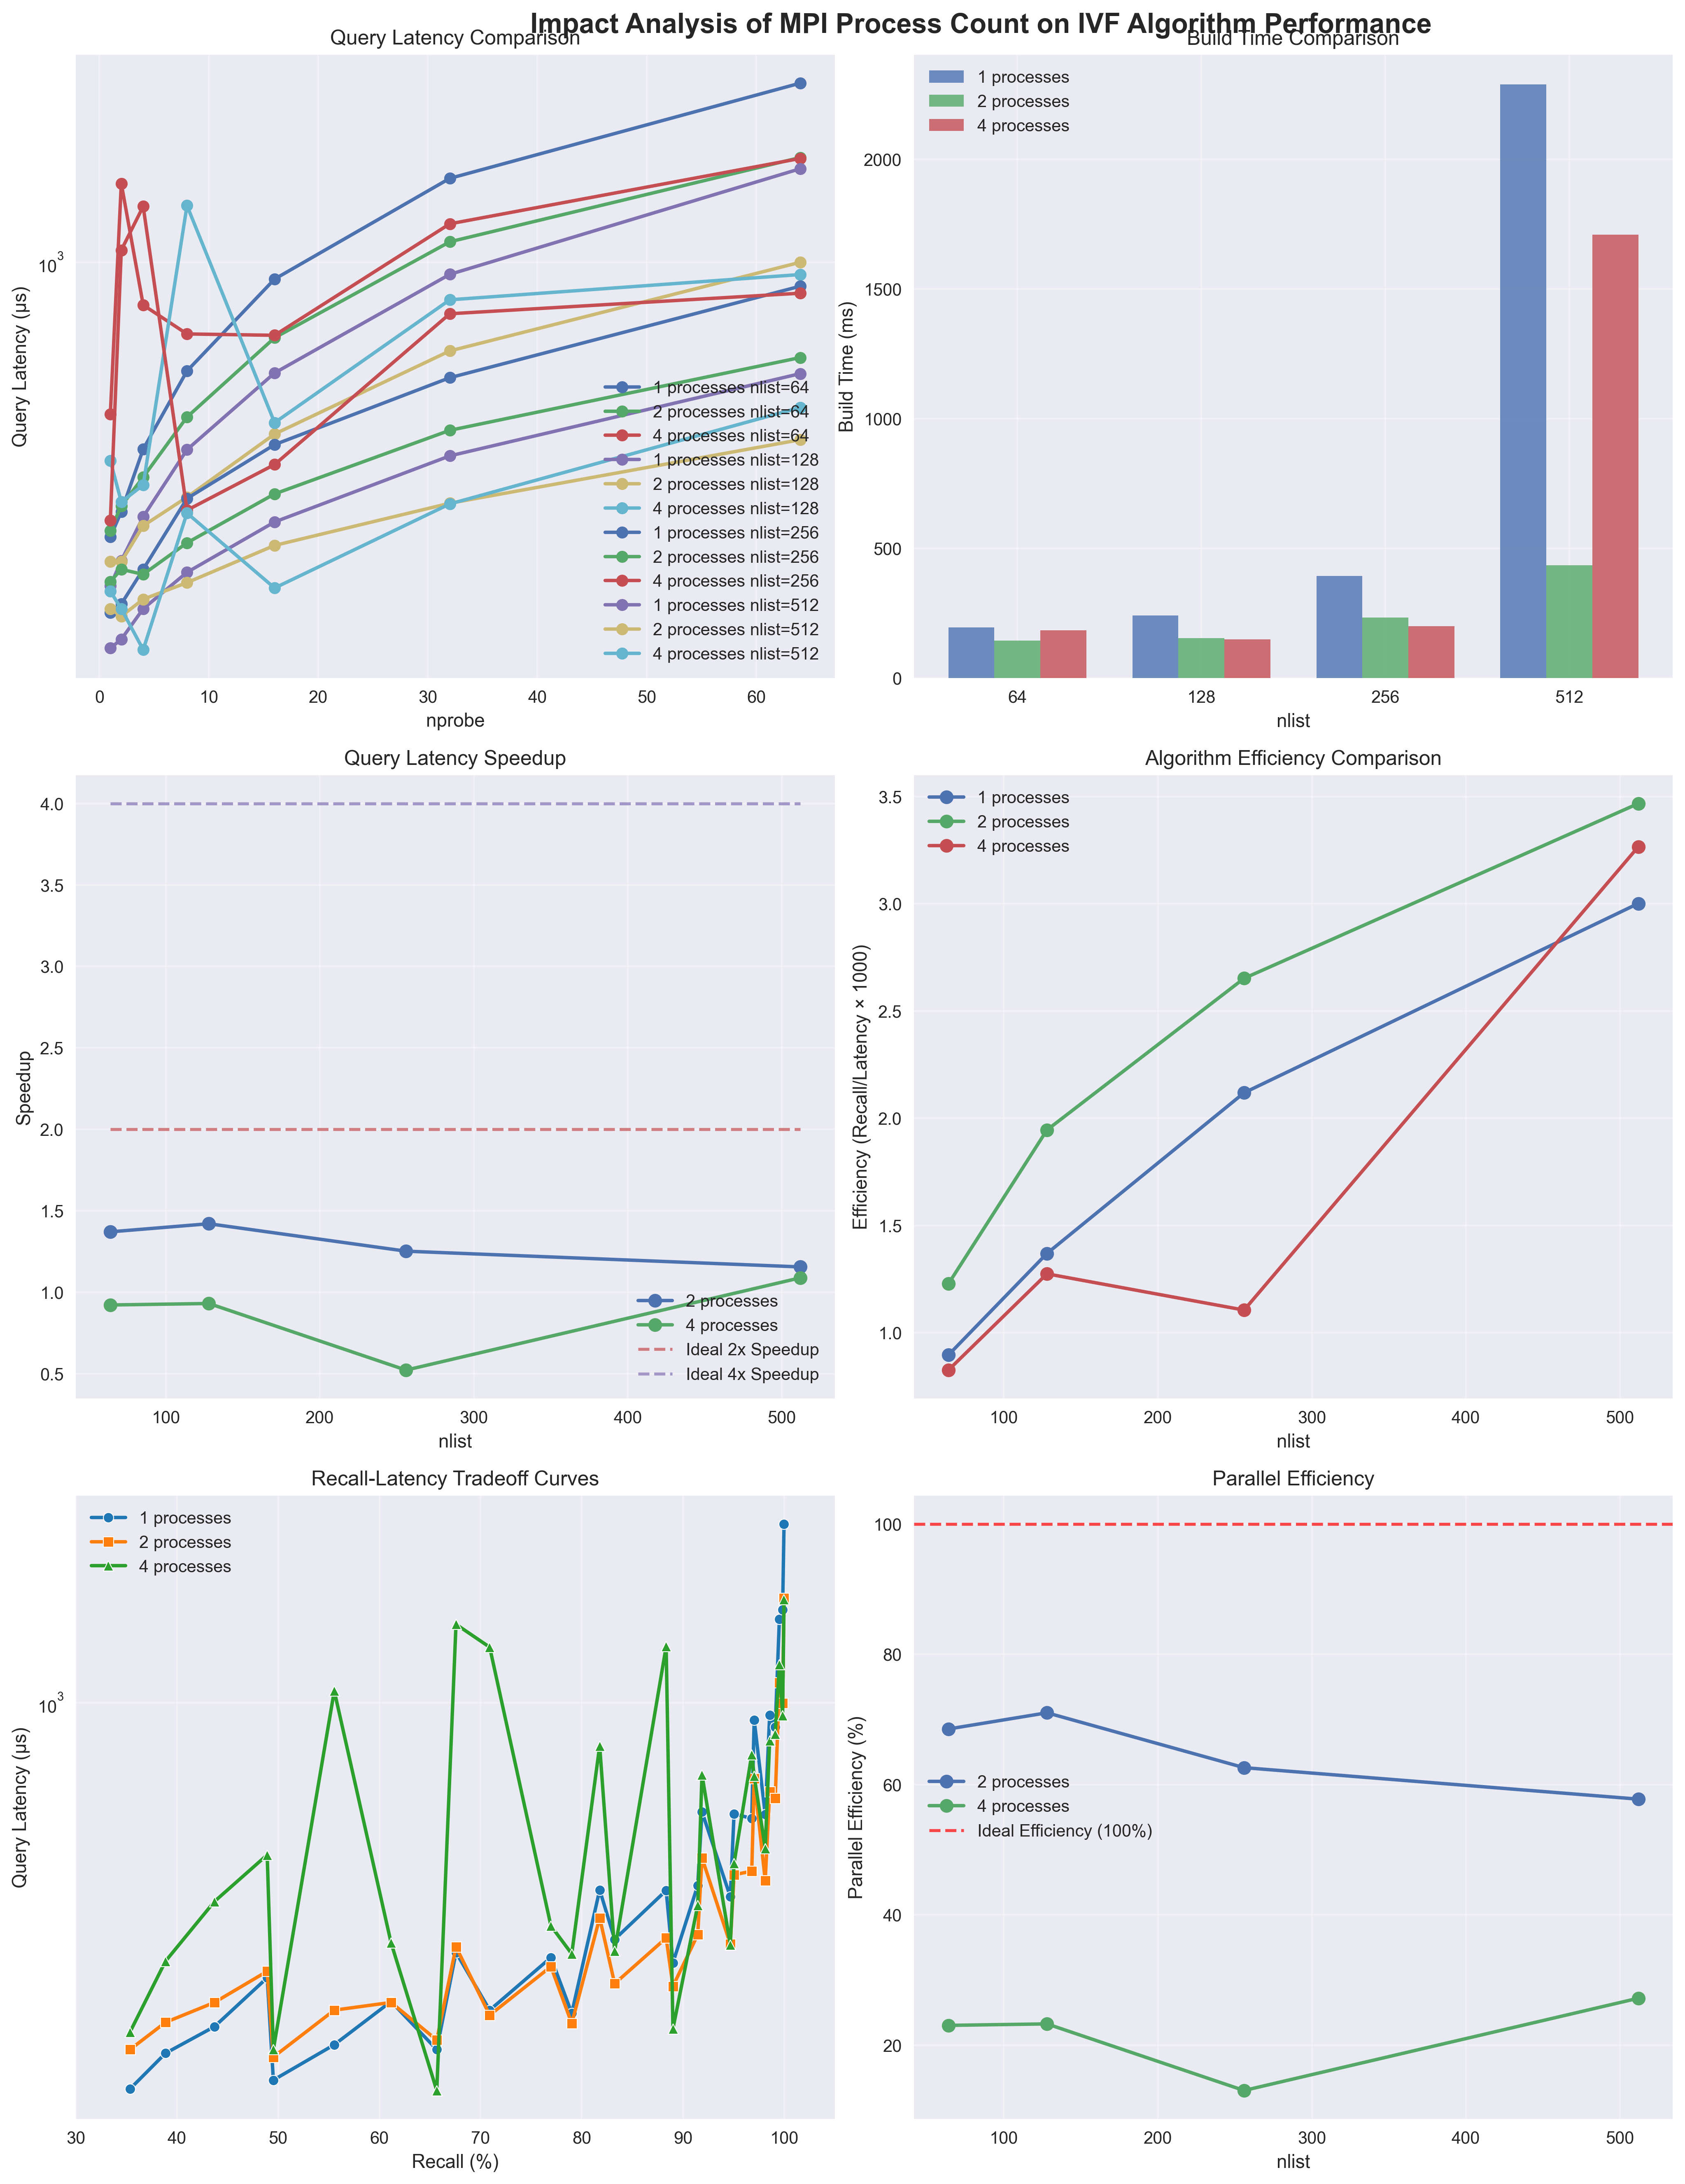 Impact Analysis of MPI Process Count on IVF Algorithm Performance
Query Latency Comparison
Query Latency (μs)
10³
1 processes nlist=64
2 processes nlist=64
4 processes nlist=64
1 processes nlist=128
2 processes nlist=128
4 processes nlist=128
1 processes nlist=256
2 processes nlist=256
4 processes nlist=256
1 processes nlist=512
2 processes nlist=512
4 processes nlist=512
0 10 20 30 40 50 60
nprobe
Build Time Comparison
Build Time (ms)
1 processes
2 processes
4 processes
2000
1500
1000
500
0
64 128 256 512
nlist
Query Latency Speedup
Speedup
4.0
3.5
3.0
2.5
2.0
1.5
1.0
0.5
2 processes
4 processes
Ideal 2x Speedup
Ideal 4x Speedup
100 200 300 400 500
nlist
Algorithm Efficiency Comparison
Efficiency (Recall/Latency × 1000)
1 processes
2 processes
4 processes
3.5
3.0
2.5
2.0
1.5
1.0
100 200 300 400 500
nlist
Recall-Latency Tradeoff Curves
Query Latency (μs)
1 processes
2 processes
4 processes
10³
30 40 50 60 70 80 90 100
Recall (%)
Parallel Efficiency
Parallel Efficiency (%)
100
80
60
40
20
2 processes
4 processes
Ideal Efficiency (100%)
100 200 300 400 500
nlist